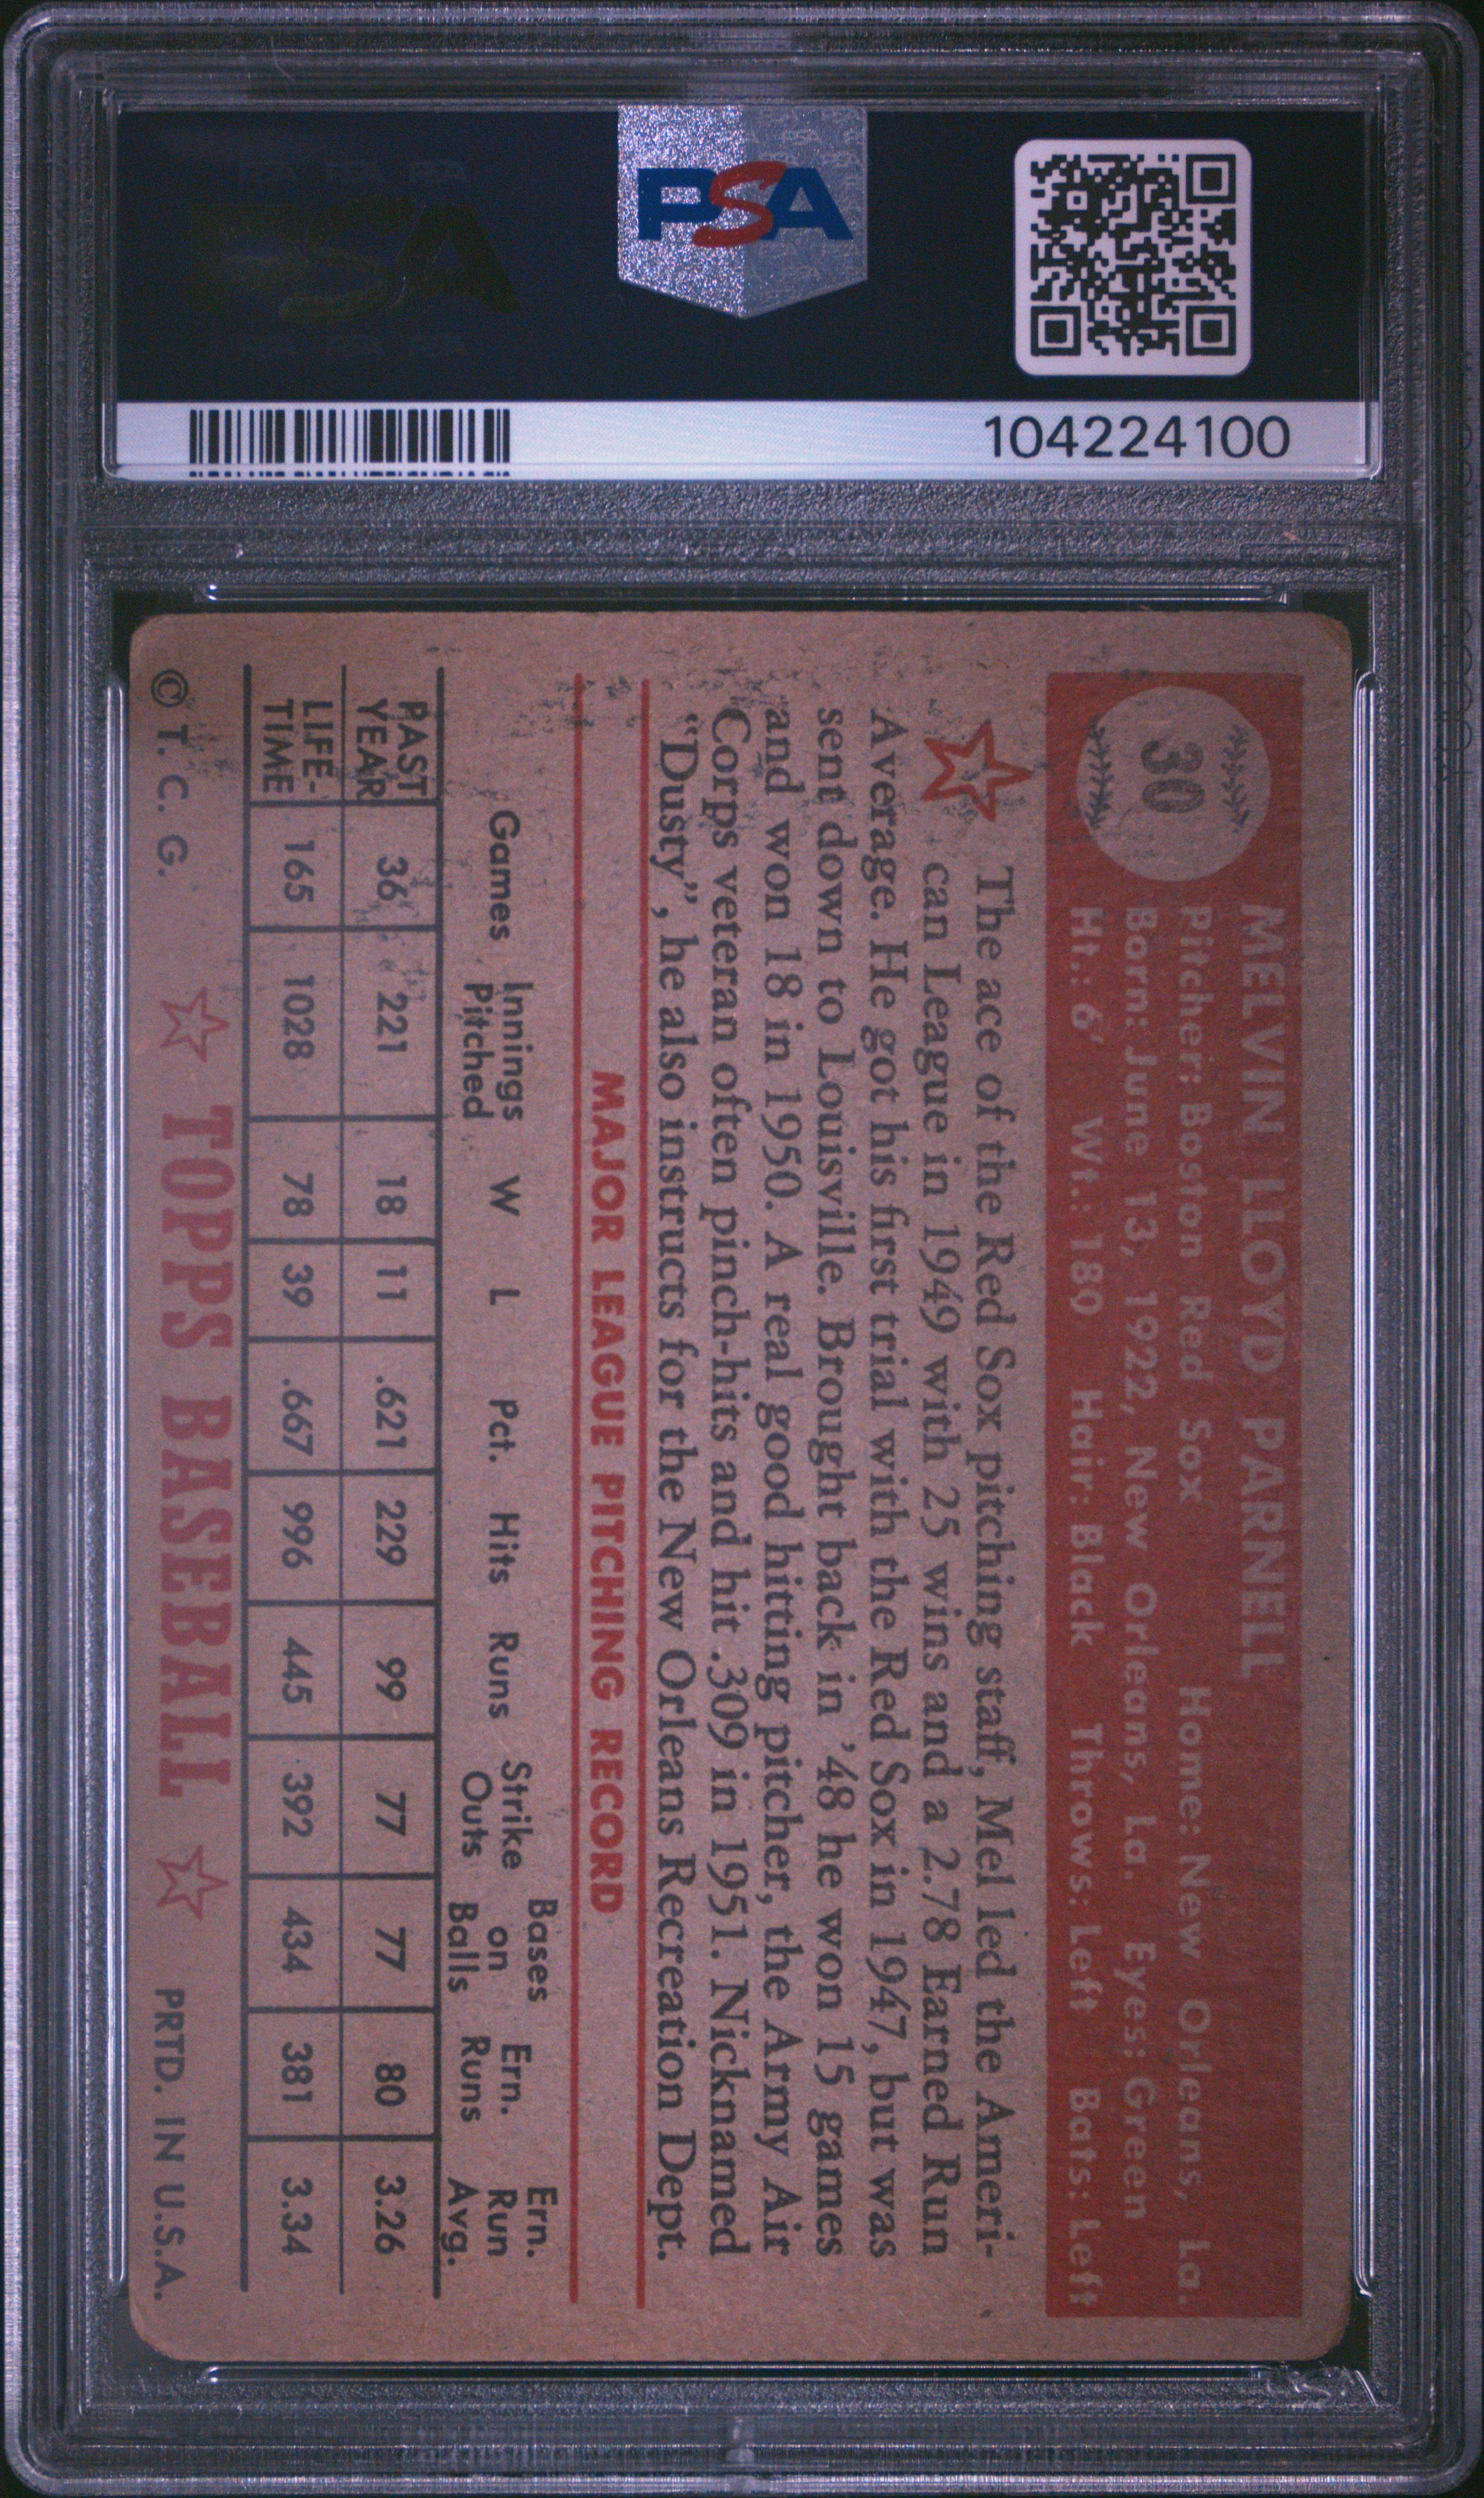 PSA
104224100
30
MELVIN LLOYD PARNELL
Pitcher: Boston Red Sox Home: New Orleans, La.
Born: June 13, 1922, New Orleans, La. Eyes: Green
Ht.: 6' Wt.: 180 Hair: Black Throws: Left Bats: Left
The ace of the Red Sox pitching staff, Mel led the Ameri-
can League in 1949 with 25 wins and a 2.78 Earned Run
Average. He got his first trial with the Red Sox in 1947, but was
sent down to Louisville. Brought back in '48 he won 15 games
and won 18 in 1950. A real good hitting pitcher, the Army Air
Corps veteran often pinch-hits and hit .309 in 1951. Nicknamed
"Dusty", he also instructs for the New Orleans Recreation Dept.
MAJOR LEAGUE PITCHING RECORD
Games Innings Pitched W L Pct. Hits Runs Strike Outs Bases on Balls Ern. Runs Ern. Run Avg.
PAST YEAR 36 221 18 11 .621 229 99 77 77 80 3.26
LIFE-TIME 165 1028 78 39 .667 996 445 392 434 381 3.34
© T. C. G. TOPPS BASEBALL PRTD. IN U.S.A.